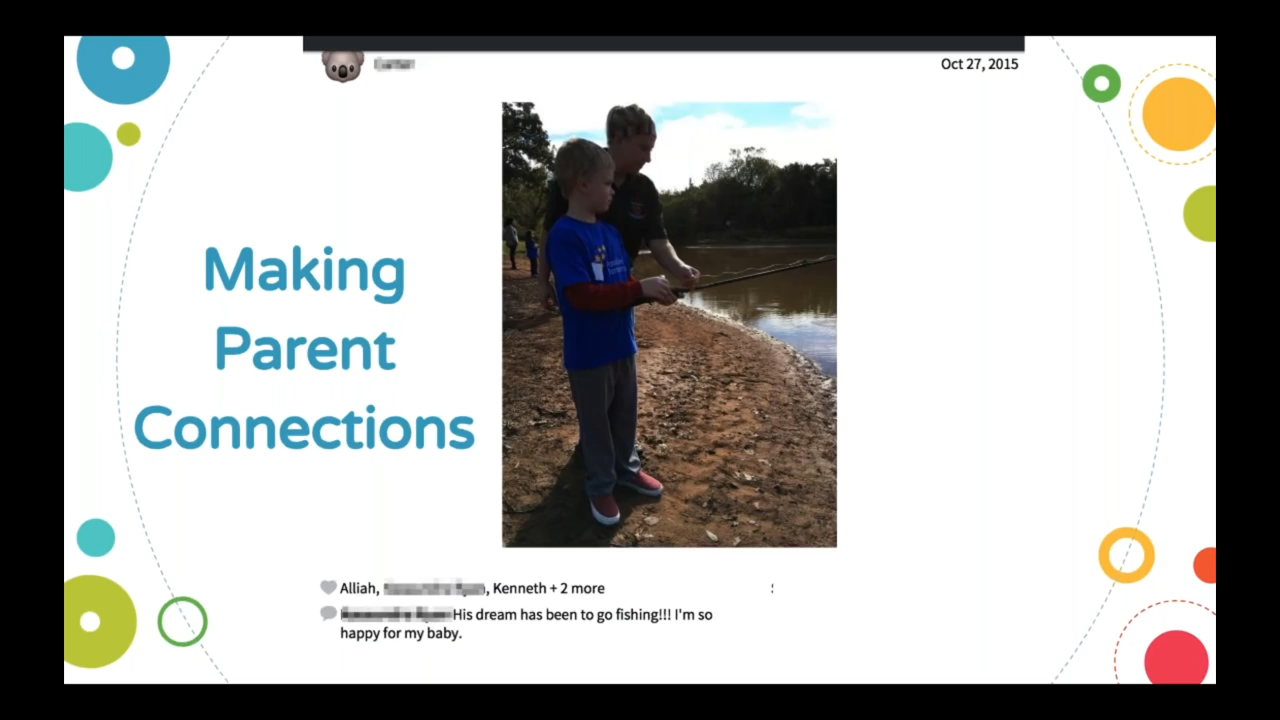 Oct 27, 2015
Making
Parent
Connections
Alliah, , Kenneth + 2 more
His dream has been to go fishing!!! I'm so
happy for my baby.